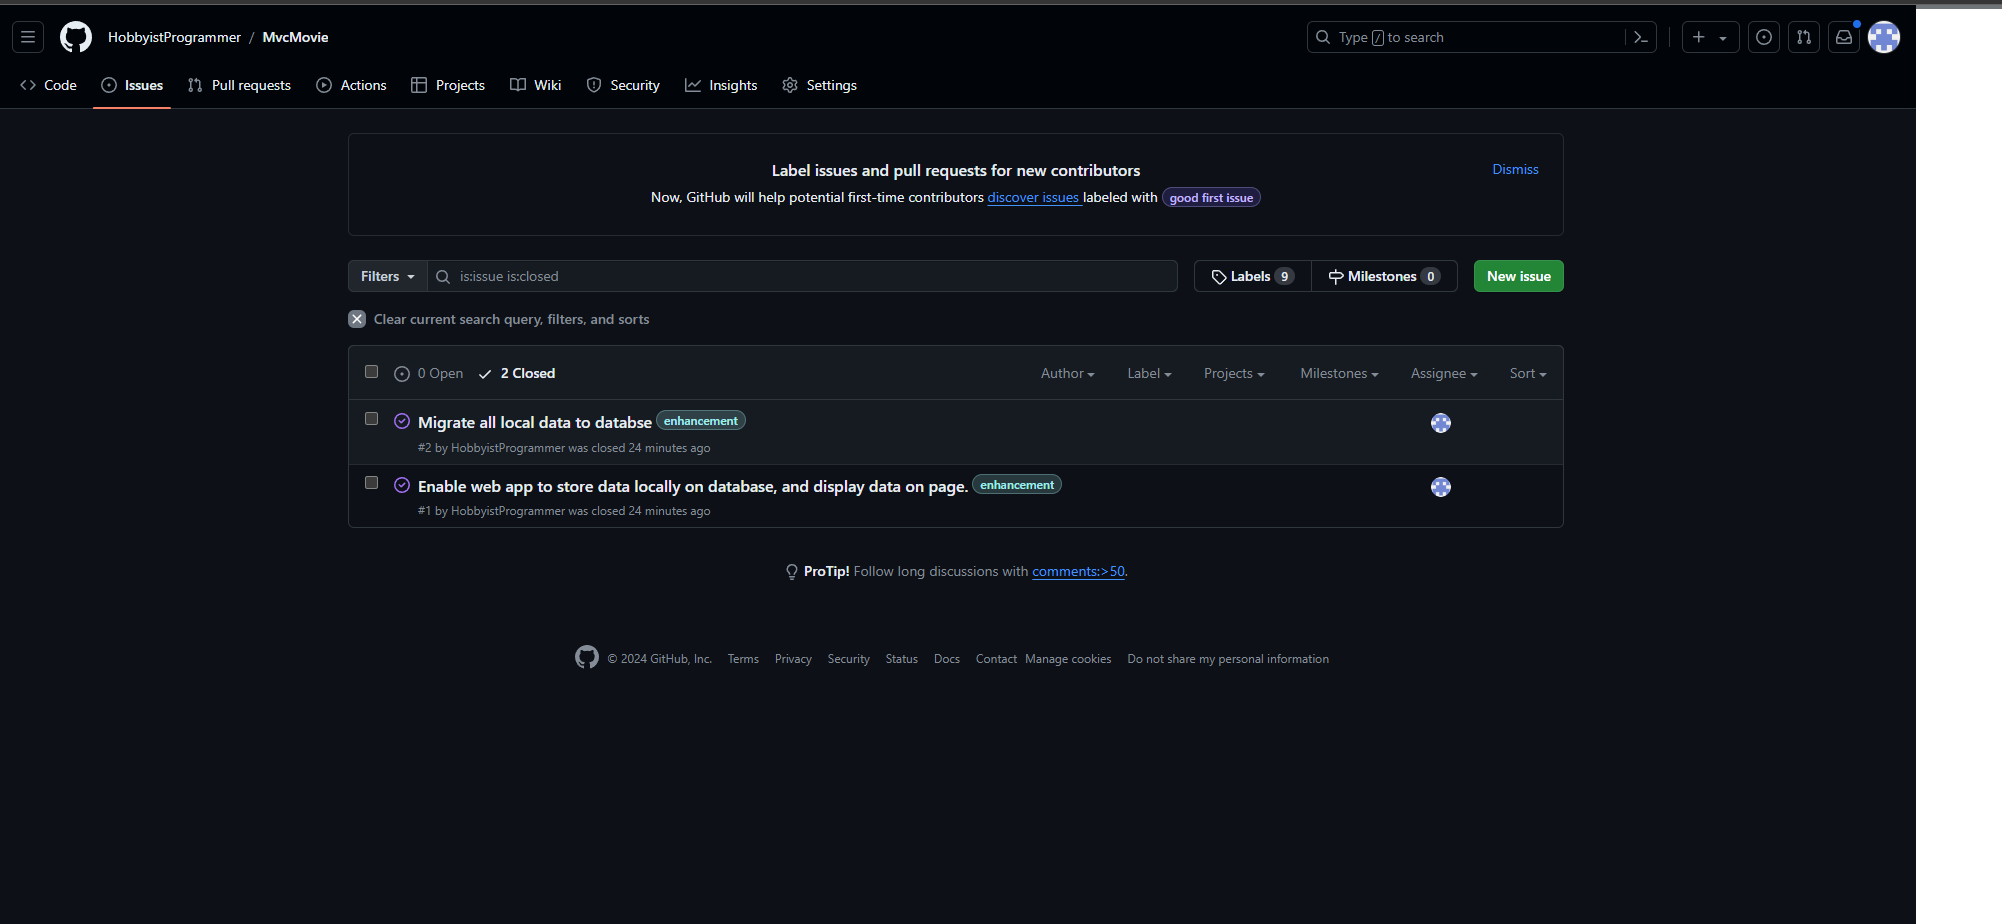 HobbyistProgrammer / MvcMovie
Type / to search
Code Issues Pull requests Actions Projects Wiki Security Insights Settings
Label issues and pull requests for new contributors
Dismiss
Now, GitHub will help potential first-time contributors discover issues labeled with good first issue
Filters is:issue is:closed Labels 9 Milestones 0 New issue
Clear current search query, filters, and sorts
0 Open 2 Closed Author Label Projects Milestones Assignee Sort
Migrate all local data to databse enhancement
#2 by HobbyistProgrammer was closed 24 minutes ago
Enable web app to store data locally on database, and display data on page. enhancement
#1 by HobbyistProgrammer was closed 24 minutes ago
ProTip! Follow long discussions with comments:>50.
© 2024 GitHub, Inc. Terms Privacy Security Status Docs Contact Manage cookies Do not share my personal information